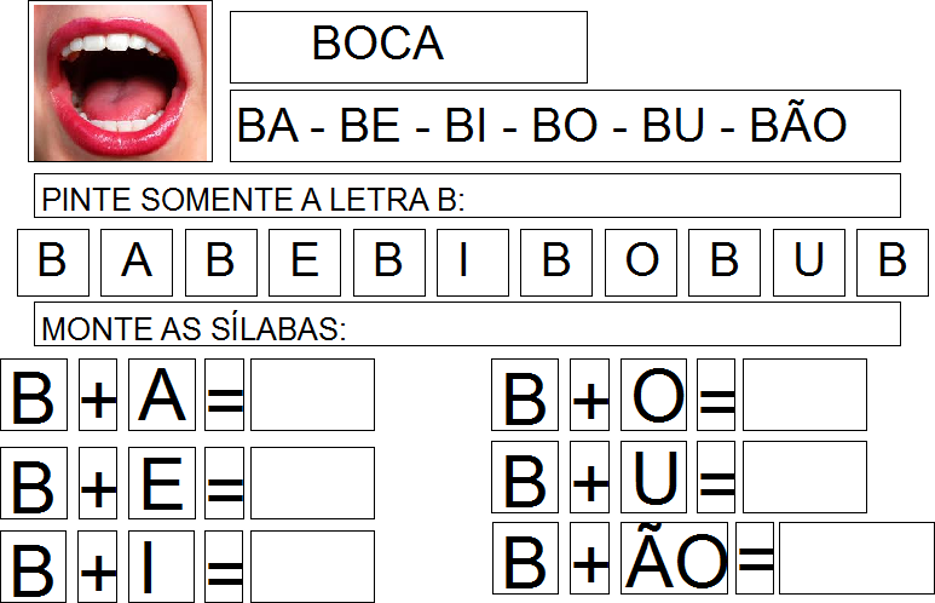 BOCA
BA - BE - BI - BO - BU - BÃO
PINTE SOMENTE A LETRA B:
B A B E B I B O B U B
MONTE AS SÍLABAS:
B + A =
B + O =
B + E =
B + U =
B + I =
B + ÃO =